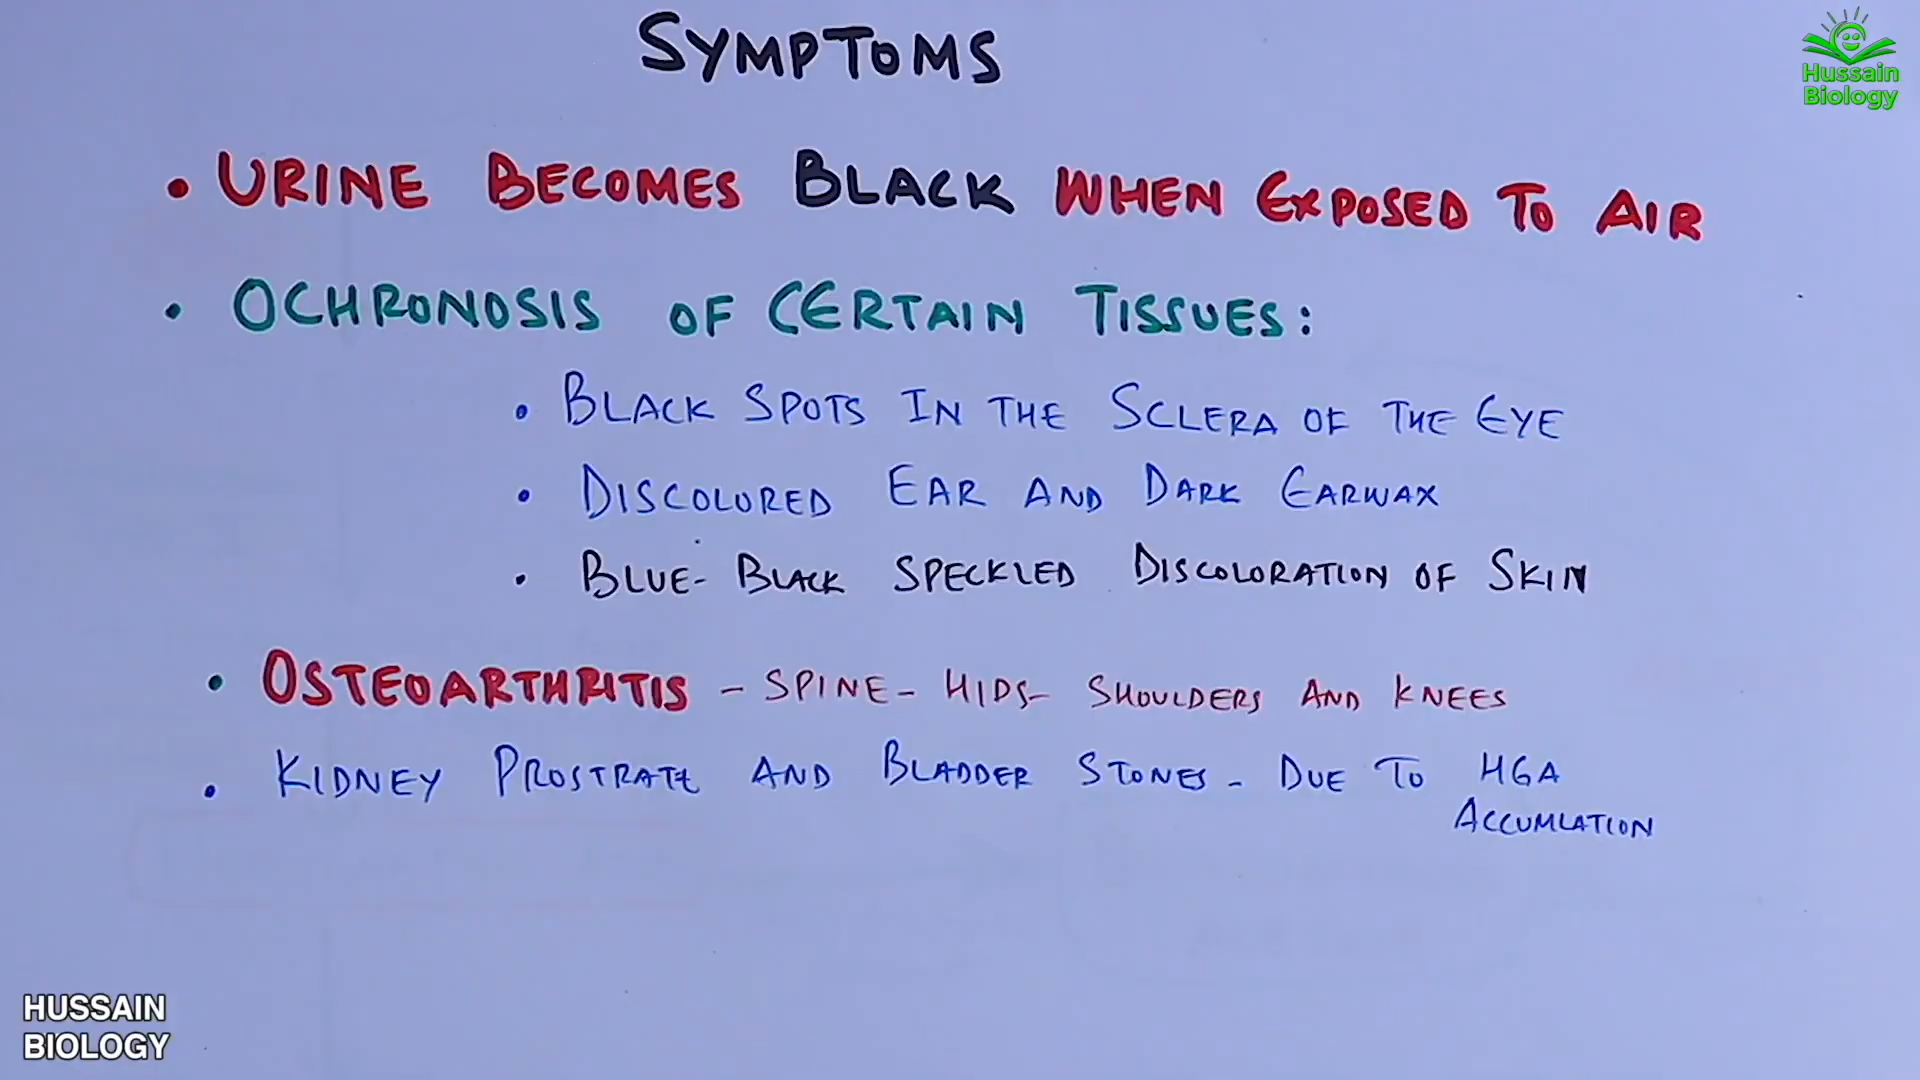 SYMPTOMS
Hussain
Biology
• URINE BECOMES BLACK WHEN EXPOSED TO AIR
• OCHRONOSIS OF CERTAIN TISSUES:
• BLACK SPOTS IN THE SCLERA OF THE EYE
• DISCOLORED EAR AND DARK EARWAX
• BLUE-BLACK SPECKLED DISCOLORATION OF SKIN
• OSTEOARTHRITIS - SPINE - HIDS - SHOULDERS AND KNEES
• KIDNEY PROSTRATE AND BLADDER STONES - DUE TO HGA
ACCUMLATION
HUSSAIN
BIOLOGY